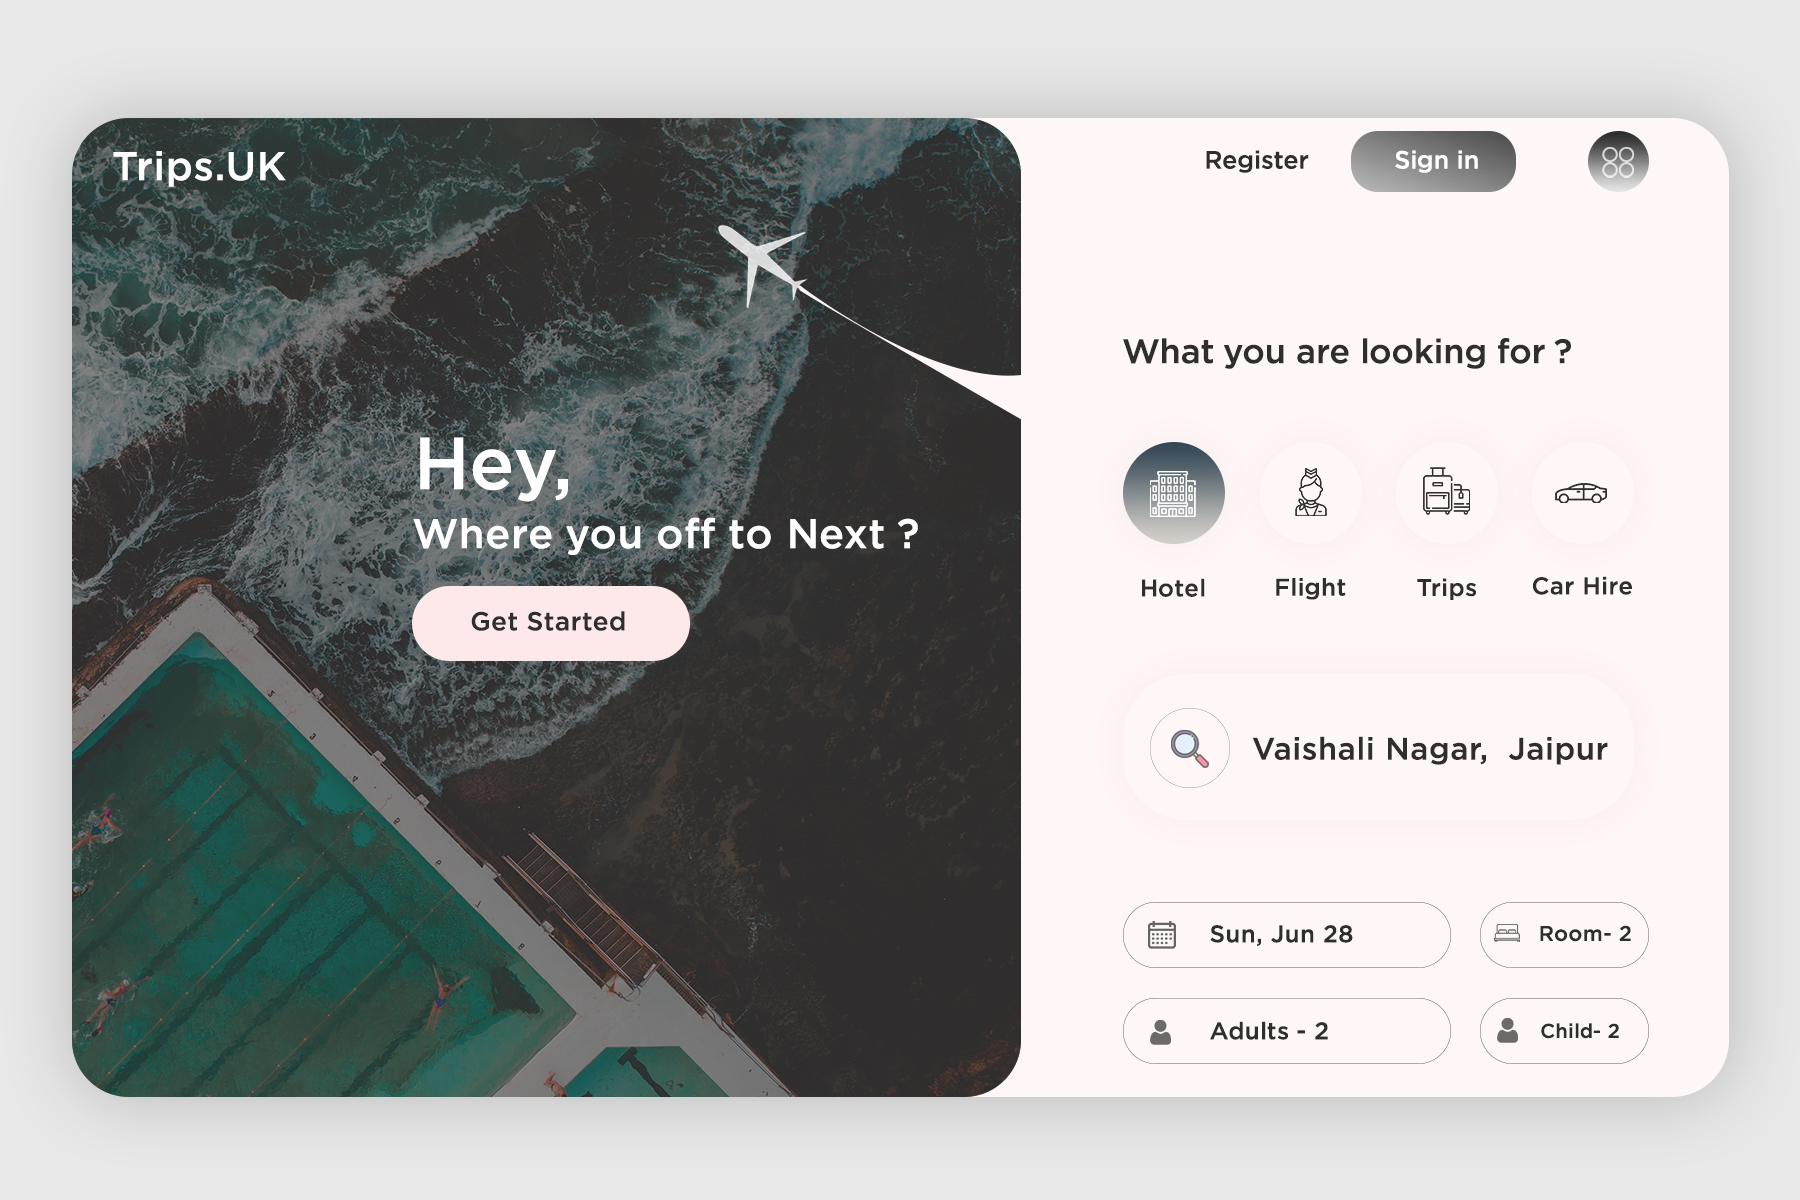 Trips.UK
Register
Sign in
Hey,
Where you off to Next ?
Get Started
What you are looking for ?
Hotel
Flight
Trips
Car Hire
Vaishali Nagar, Jaipur
Sun, Jun 28
Room- 2
Adults - 2
Child- 2